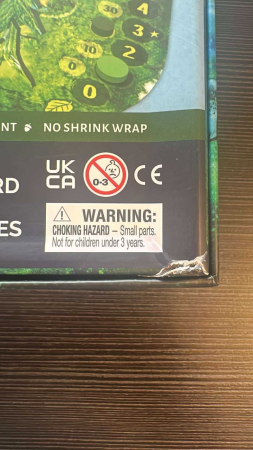 30
A
3
10
2
0
NT NO SHRINK WRAP
RD
UK
CA
0-3
CE
ES
WARNING:
CHOKING HAZARD – Small parts.
Not for children under 3 years.